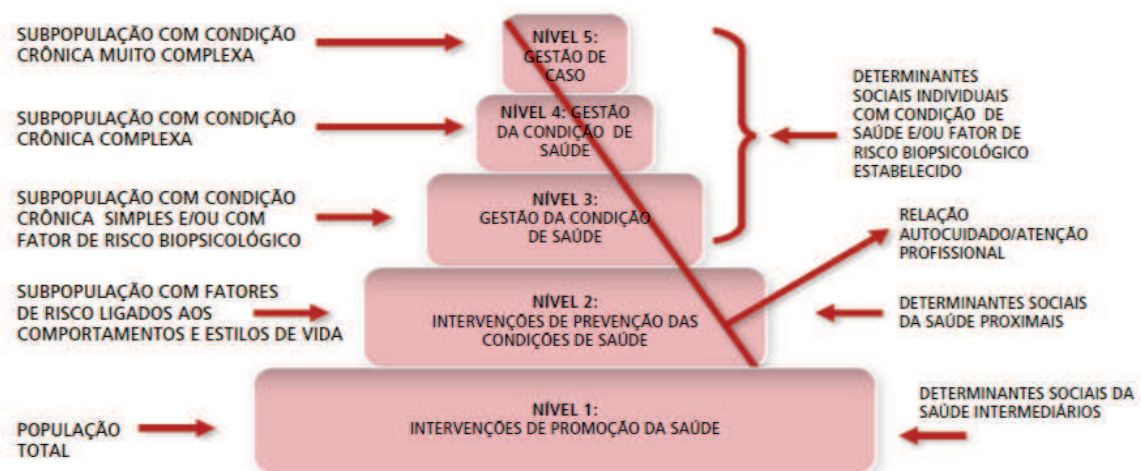 SUBPOPULAÇÃO COM CONDIÇÃO
CRÔNICA MUITO COMPLEXA
SUBPOPULAÇÃO COM CONDIÇÃO
CRÔNICA COMPLEXA
SUBPOPULAÇÃO COM CONDIÇÃO
CRÔNICA SIMPLES E/OU COM
FATOR DE RISCO BIOPSICOLÓGICO
SUBPOPULAÇÃO COM FATORES
DE RISCO LIGADOS AOS
COMPORTAMENTOS E ESTILOS DE VIDA
POPULAÇÃO
TOTAL
NÍVEL 5:
GESTÃO DE
CASO
NÍVEL 4: GESTÃO
DA CONDIÇÃO DE
SAÚDE
NÍVEL 3:
GESTÃO DA CONDIÇÃO
DE SAÚDE
NÍVEL 2:
INTERVENÇÕES DE PREVENÇÃO DAS
CONDIÇÕES DE SAÚDE
NÍVEL 1:
INTERVENÇÕES DE PROMOÇÃO DA SAÚDE
DETERMINANTES
SOCIAIS INDIVIDUAIS
COM CONDIÇÃO DE
SAÚDE E/OU FATOR DE
RISCO BIOPSICOLÓGICO
ESTABELECIDO
RELAÇÃO
AUTOCUIDADO/ATENÇÃO
PROFISSIONAL
DETERMINANTES SOCIAIS
DA SAÚDE PROXIMAIS
DETERMINANTES SOCIAIS DA
SAÚDE INTERMEDIÁRIOS